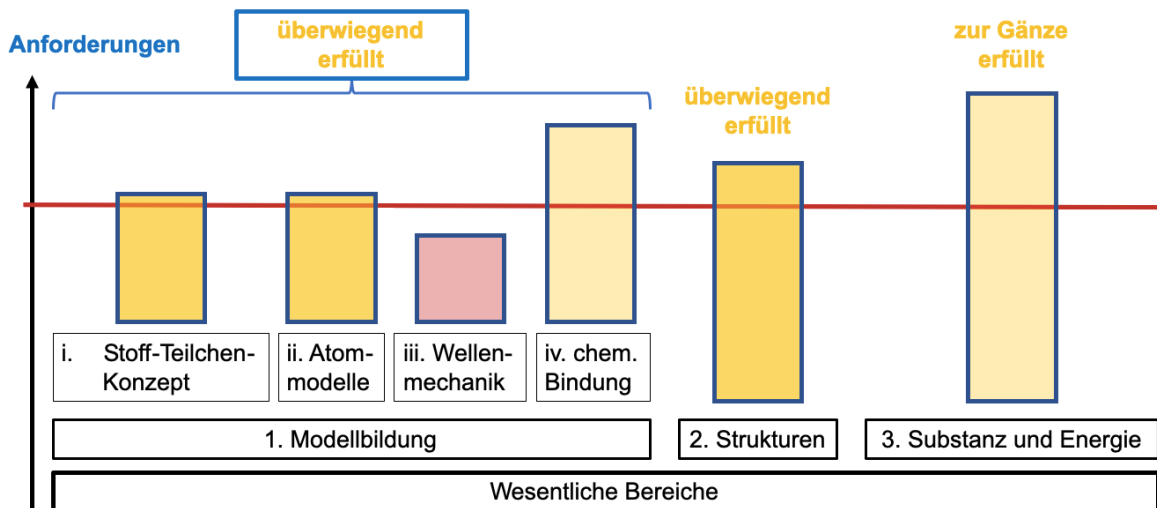 Anforderungen
überwiegend
erfüllt
überwiegend
erfüllt
zur Gänze
erfüllt
i. Stoff-Teilchen-
Konzept
ii. Atom-
modelle
iii. Wellen-
mechanik
iv. chem.
Bindung
1. Modellbildung
2. Strukturen
3. Substanz und Energie
Wesentliche Bereiche